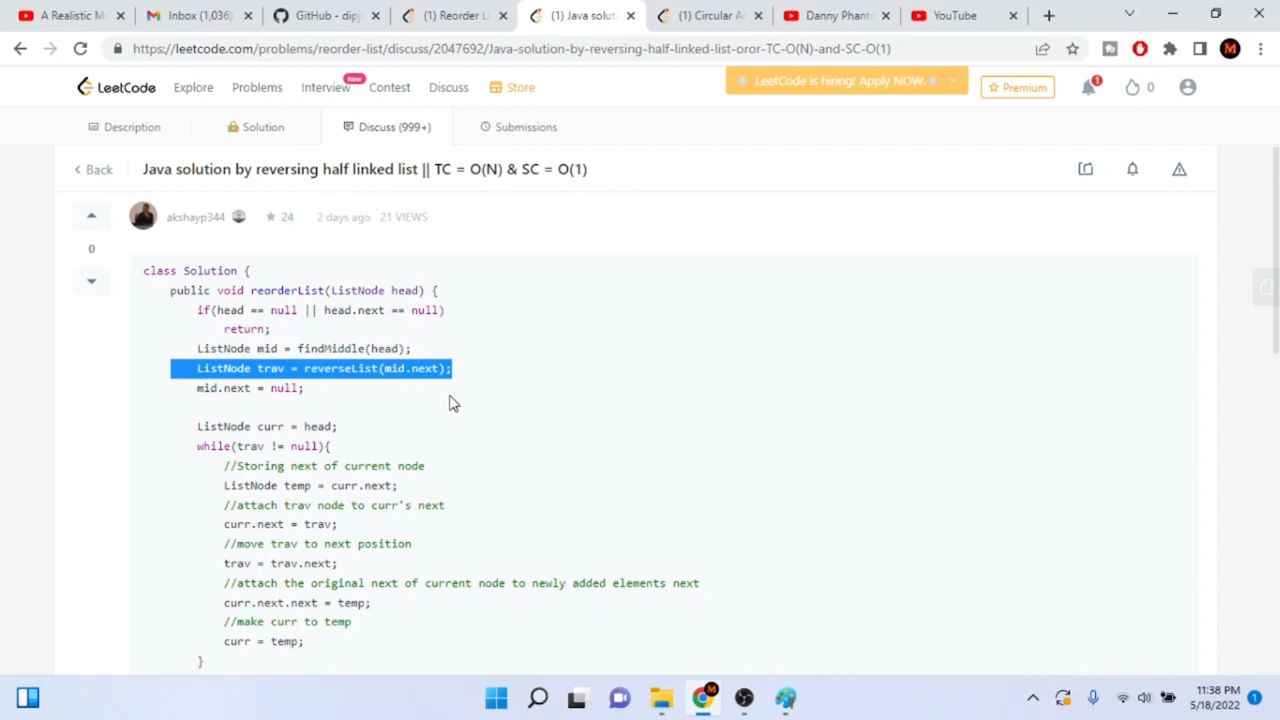 A Realistic M
Inbox (1,036)
GitHub - dipj
(1) Reorder L
(1) Java solut
(1) Circular Ar
Danny Phant
YouTube
https://leetcode.com/problems/reorder-list/discuss/2047692/Java-solution-by-reversing-half-linked-list-oror-TC-O(N)-and-SC-O(1)
M
LeetCode
Explore
Problems
Interview
New
Contest
Discuss
Store
LeetCode is hiring! Apply NOW.
Premium
1
0
Description
Solution
Discuss (999+)
Submissions
Back
Java solution by reversing half linked list || TC = O(N) & SC = O(1)
akshayp344
24
2 days ago
21 VIEWS
0
class Solution {
public void reorderList(ListNode head) {
if(head == null || head.next == null)
return;
ListNode mid = findMiddle(head);
ListNode trav = reverseList(mid.next);
mid.next = null;
ListNode curr = head;
while(trav != null){
//Storing next of current node
ListNode temp = curr.next;
//attach trav node to curr's next
curr.next = trav;
//move trav to next position
trav = trav.next;
//attach the original next of current node to newly added elements next
curr.next.next = temp;
//make curr to temp
curr = temp;
}
M
11:38 PM
5/18/2022
1